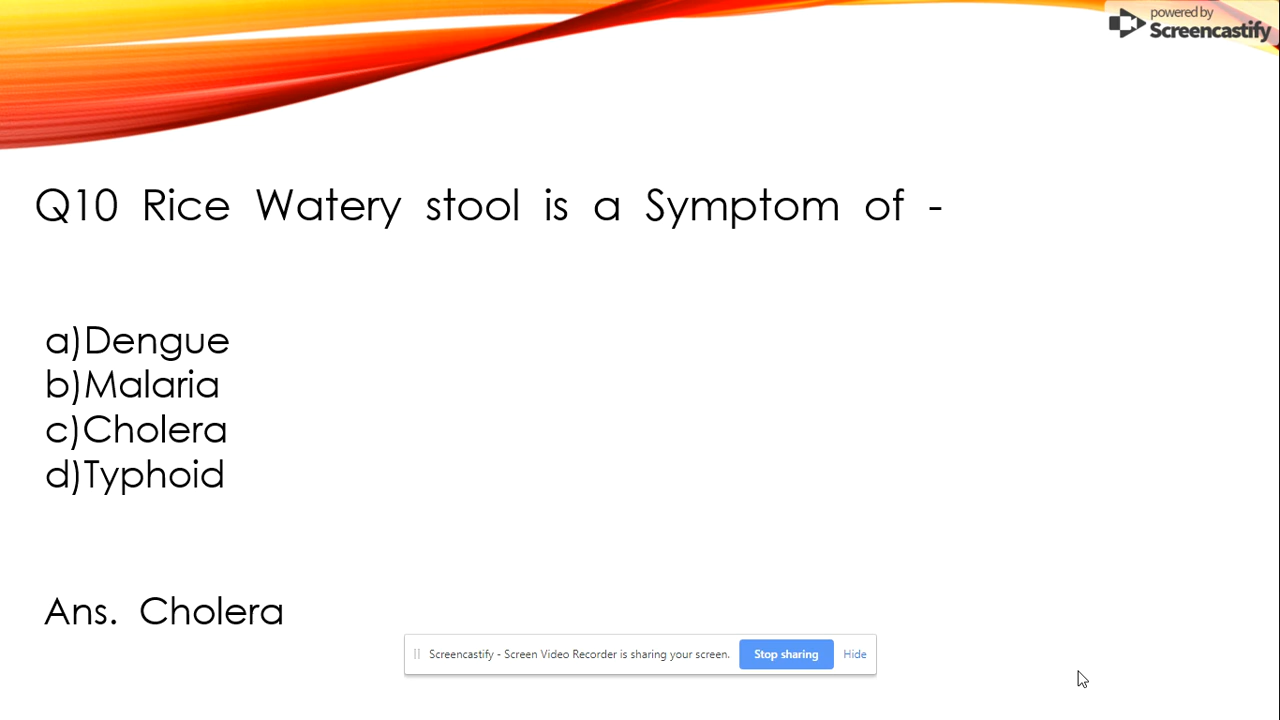 powered by
Screencastify
Q10 Rice Watery stool is a Symptom of -
a)Dengue
b)Malaria
c)Cholera
d)Typhoid
Ans. Cholera
Screencastify - Screen Video Recorder is sharing your screen. Stop sharing Hide